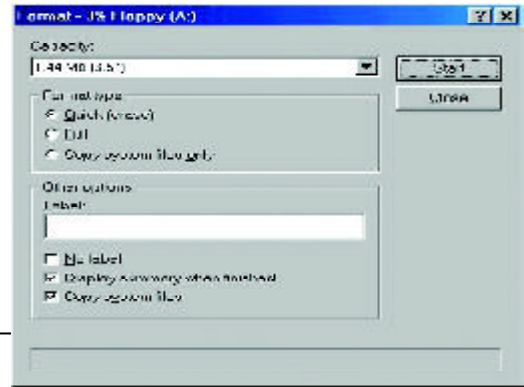 Format - 3½ Floppy (A:)
Capacity:
1.44 Mb (3.5")
Start
Close
Format type
Quick (erase)
Full
Copy system files only
Other options
Label:
No label
Display summary when finished
Copy system files